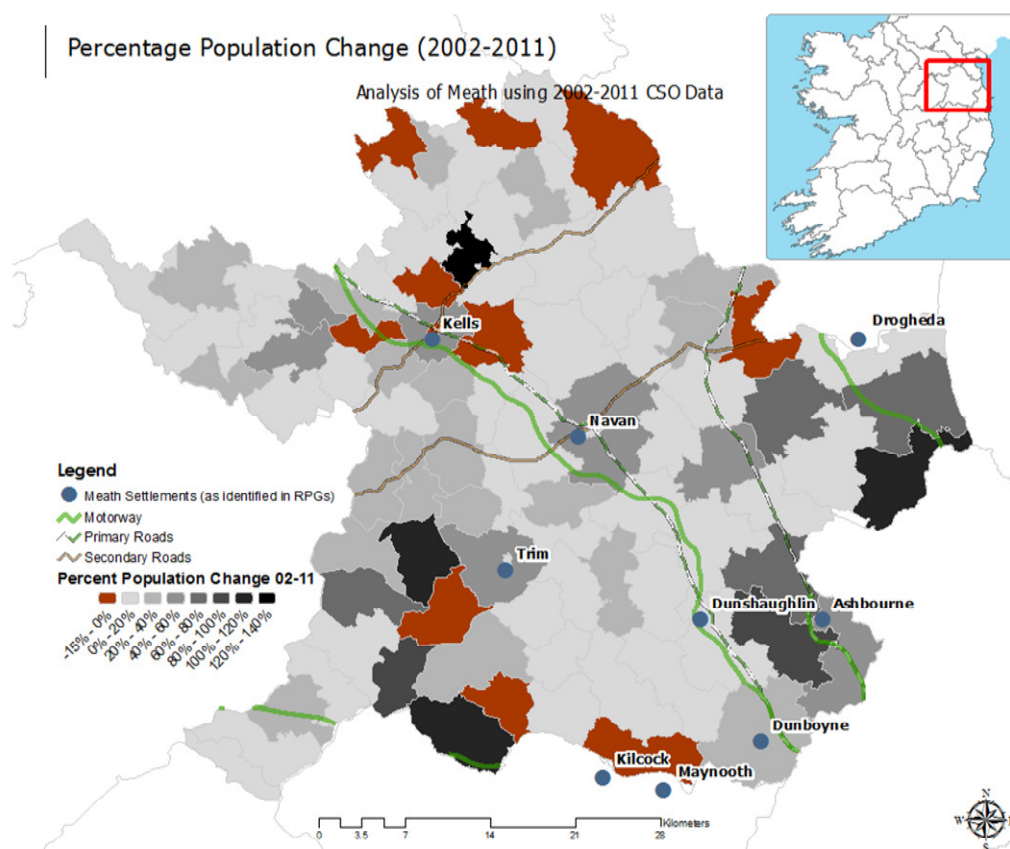 Percentage Population Change (2002-2011)
Analysis of Meath using 2002-2011 CSO Data
Drogheda
Kells
Navan
Legend
Meath Settlements (as identified in RPGs)
Motorway
Primary Roads
Secondary Roads
Percent Population Change 02-11
-15% - 0%
0% - 20%
20% - 40%
40% - 60%
60% - 80%
80% - 100%
100% - 120%
120% - 140%
Trim
Dunshaughlin
Ashbourne
Dunboyne
Kilcock
Maynooth
Kilometers
0 3.5 7 14 21 28
N
W E
S